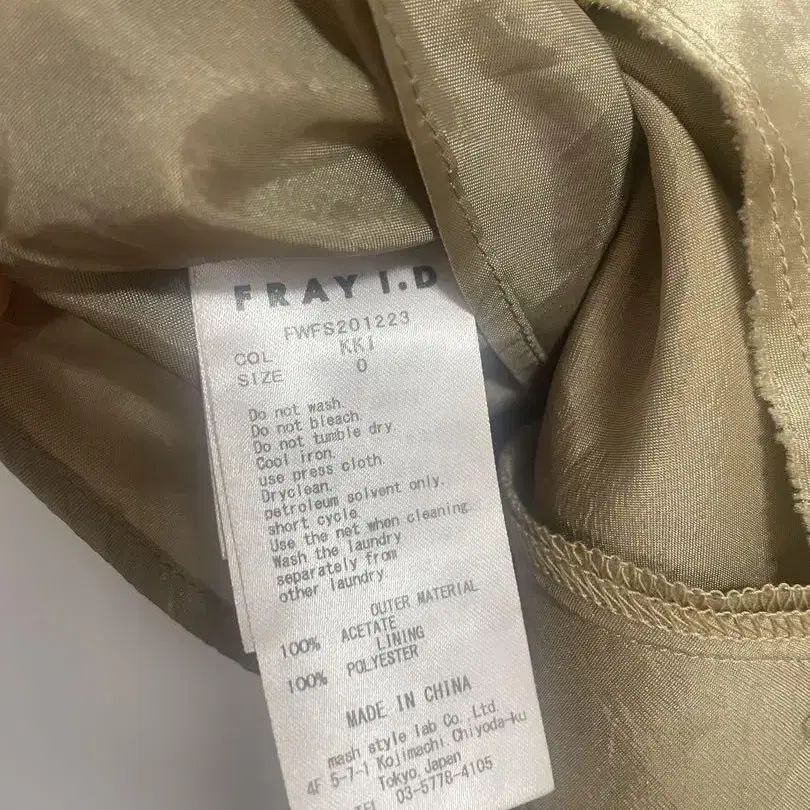 FRAY I.D
FWFS201223
COL KKI
SIZE 0
Do not wash.
Do not bleach.
Do not tumble dry.
Cool iron.
use press cloth.
Dryclean.
petroleum solvent only.
short cycle.
Use the net when cleaning.
Wash the laundry
separately from
other laundry.
OUTER MATERIAL
100% ACETATE
LINING
100% POLYESTER
MADE IN CHINA
mash style lab Co.,Ltd.
4F 5-7-1 Kojimachi Chiyoda-ku
Tokyo, Japan
TEL 03-5778-4105